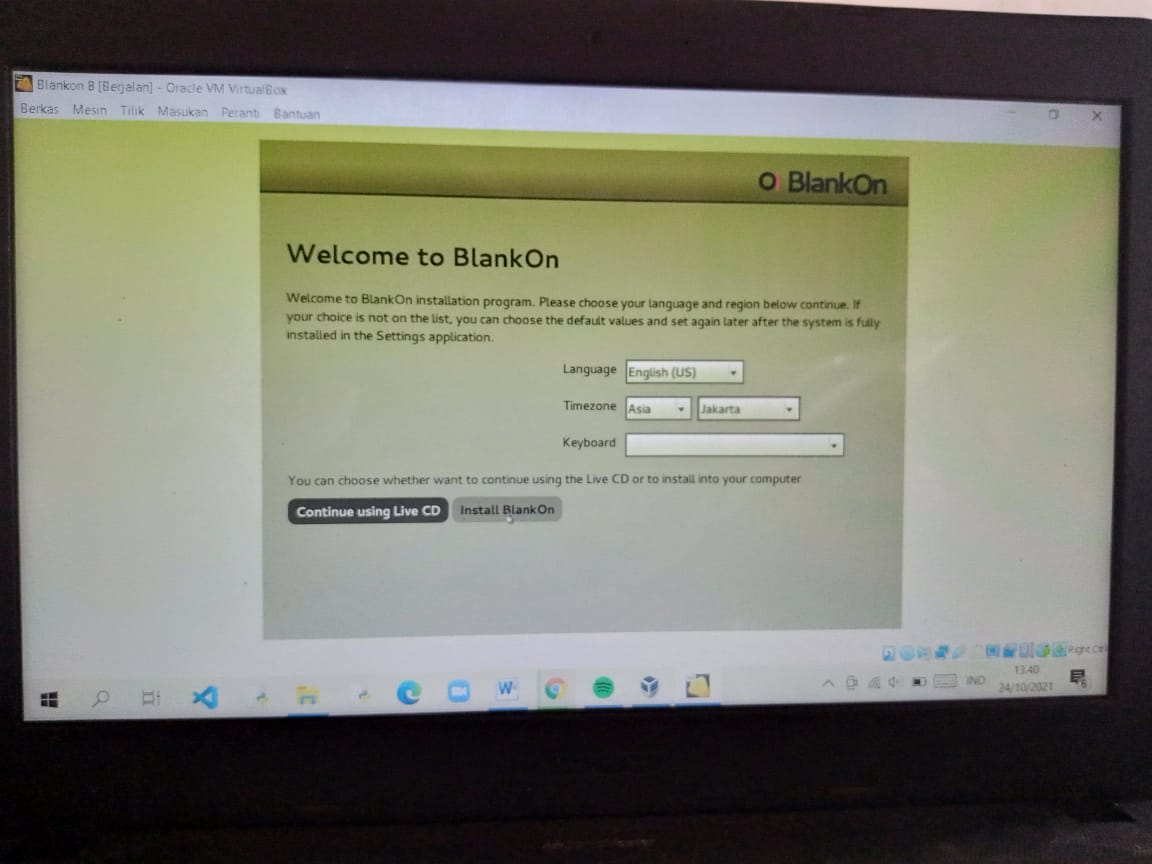 Blankon 8 [Berjalan] - Oracle VM VirtualBox
Berkas Mesin Tilik Masukan Peranti Bantuan
BlankOn
Welcome to BlankOn
Welcome to BlankOn installation program. Please choose your language and region below continue. If
your choice is not on the list, you can choose the default values and set again later after the system is fully
installed in the Settings application.
Language English (US)
Timezone Asia Jakarta
Keyboard
You can choose whether want to continue using the Live CD or to install into your computer
Continue using Live CD Install BlankOn
Right Ctrl
13.40
IND
24/10/2021
6